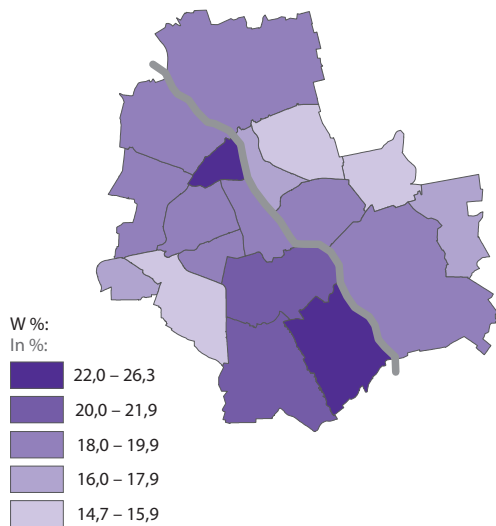 W %:
In %:
22,0 – 26,3
20,0 – 21,9
18,0 – 19,9
16,0 – 17,9
14,7 – 15,9